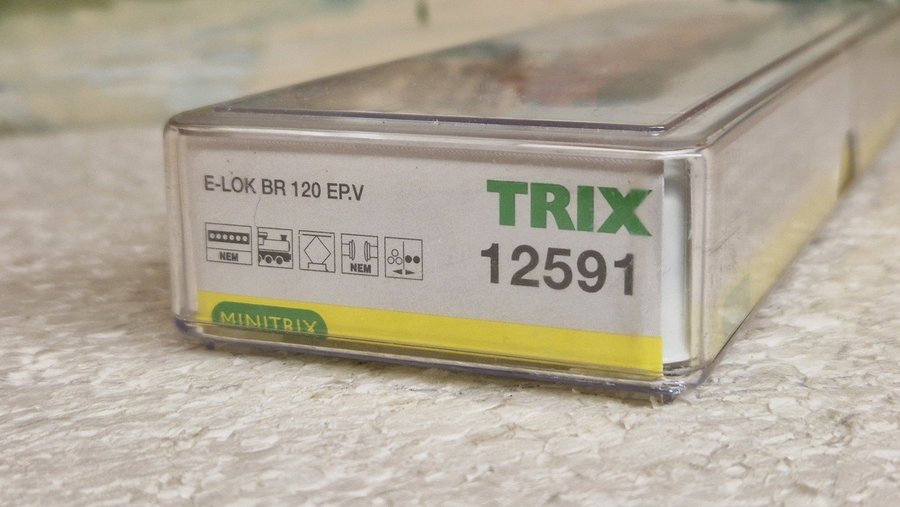 E-LOK BR 120 EP.V
TRIX
12591
NEM
NEM
MINITRIX